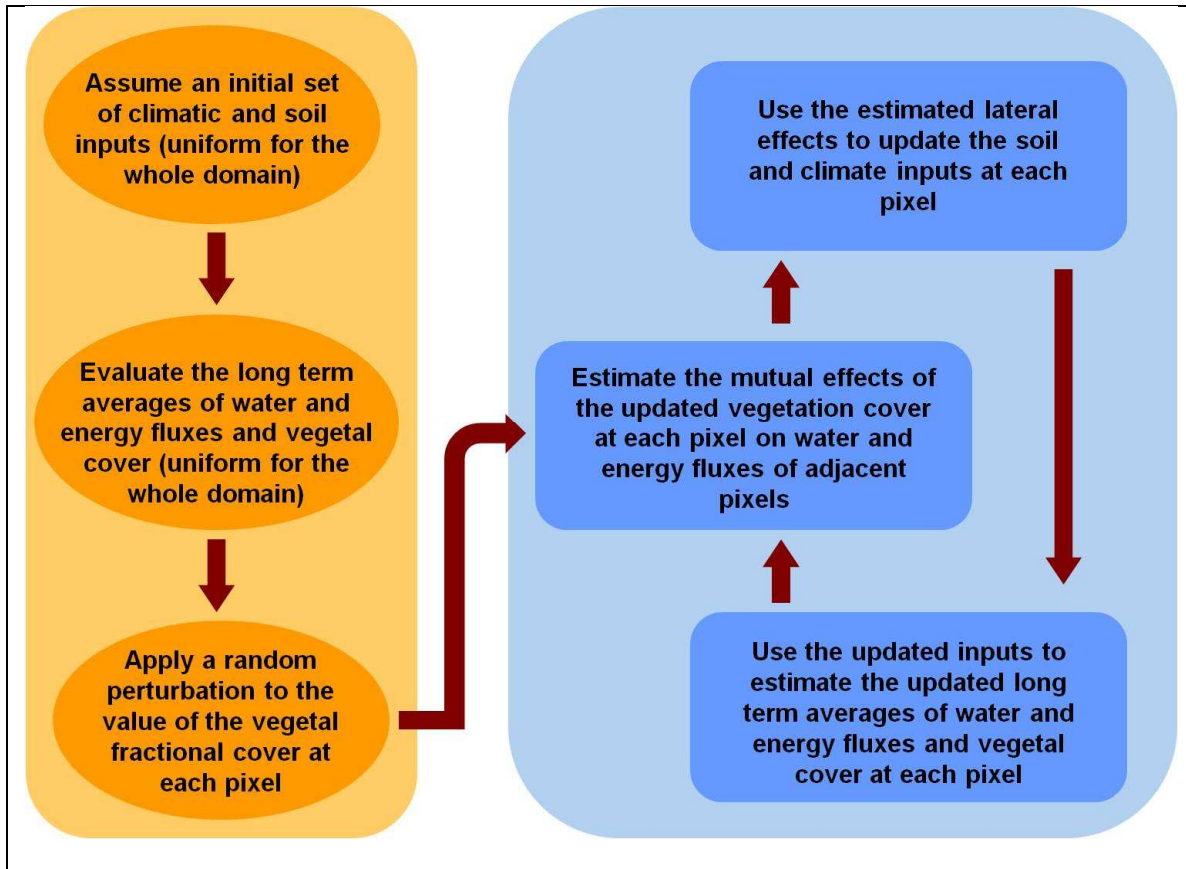 Assume an initial set
of climatic and soil
inputs (uniform for the
whole domain)
Evaluate the long term
averages of water and
energy fluxes and vegetal
cover (uniform for the
whole domain)
Apply a random
perturbation to the
value of the vegetal
fractional cover at
each pixel
Use the estimated lateral
effects to update the soil
and climate inputs at each
pixel
Estimate the mutual effects of
the updated vegetation cover
at each pixel on water and
energy fluxes of adjacent
pixels
Use the updated inputs to
estimate the updated long
term averages of water and
energy fluxes and vegetal
cover at each pixel